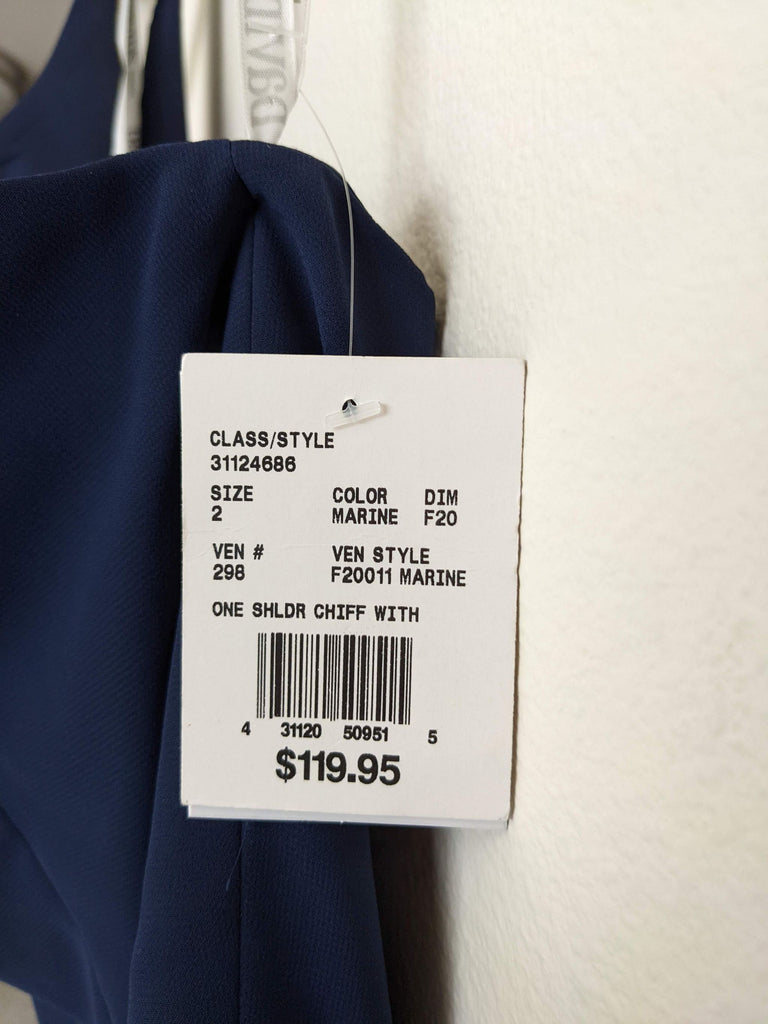 CLASS/STYLE
31124686
SIZE COLOR DIM
2 MARINE F20
VEN # VEN STYLE
298 F20011 MARINE
ONE SHLDR CHIFF WITH
4 31120 50951 5
$119.95